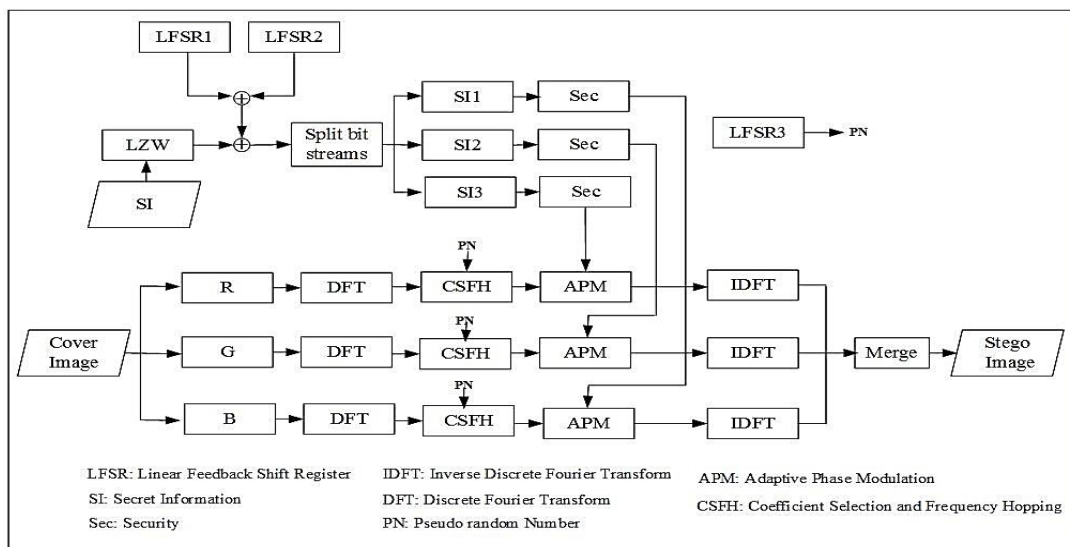 LFSR1
LFSR2
SI1
Sec
LZW
Split bit
streams
SI2
Sec
LFSR3
PN
SI
SI3
Sec
PN
R
DFT
CSFH
APM
IDFT
Cover
Image
PN
G
DFT
CSFH
APM
IDFT
Merge
Stego
Image
PN
B
DFT
CSFH
APM
IDFT
LFSR: Linear Feedback Shift Register
IDFT: Inverse Discrete Fourier Transform
APM: Adaptive Phase Modulation
SI: Secret Information
DFT: Discrete Fourier Transform
CSFH: Coefficient Selection and Frequency Hopping
Sec: Security
PN: Pseudo random Number